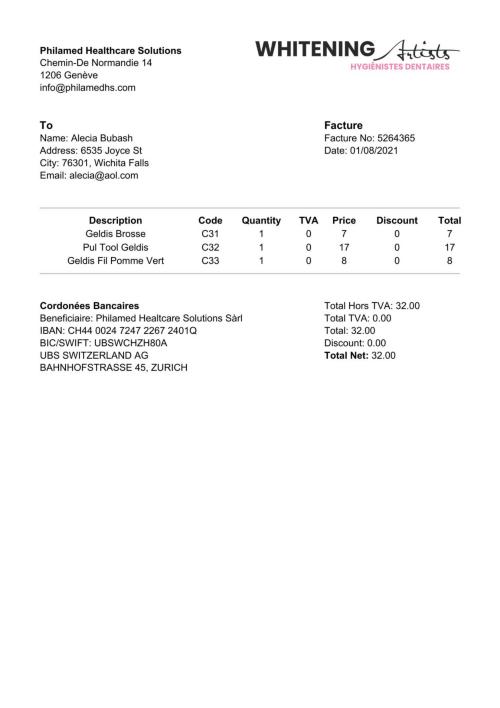 Philamed Healthcare Solutions
Chemin-De Normandie 14
1206 Genève
info@philamedhs.com
WHITENING Artists
HYGIÉNISTES DENTAIRES
To
Name: Alecia Bubash
Address: 6535 Joyce St
City: 76301, Wichita Falls
Email: alecia@aol.com
Facture
Facture No: 5264365
Date: 01/08/2021
Description Code Quantity TVA Price Discount Total
Geldis Brosse C31 1 0 7 0 7
Pul Tool Geldis C32 1 0 17 0 17
Geldis Fil Pomme Vert C33 1 0 8 0 8
Cordonées Bancaires
Beneficiaire: Philamed Healtcare Solutions Sàrl
IBAN: CH44 0024 7247 2267 2401Q
BIC/SWIFT: UBSWCHZH80A
UBS SWITZERLAND AG
BAHNHOFSTRASSE 45, ZURICH
Total Hors TVA: 32.00
Total TVA: 0.00
Total: 32.00
Discount: 0.00
Total Net: 32.00